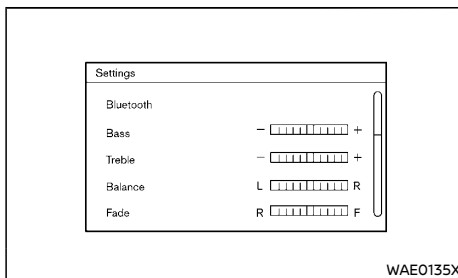 Settings
Bluetooth
Bass - +
Treble - +
Balance L R
Fade R F
WAE0135X